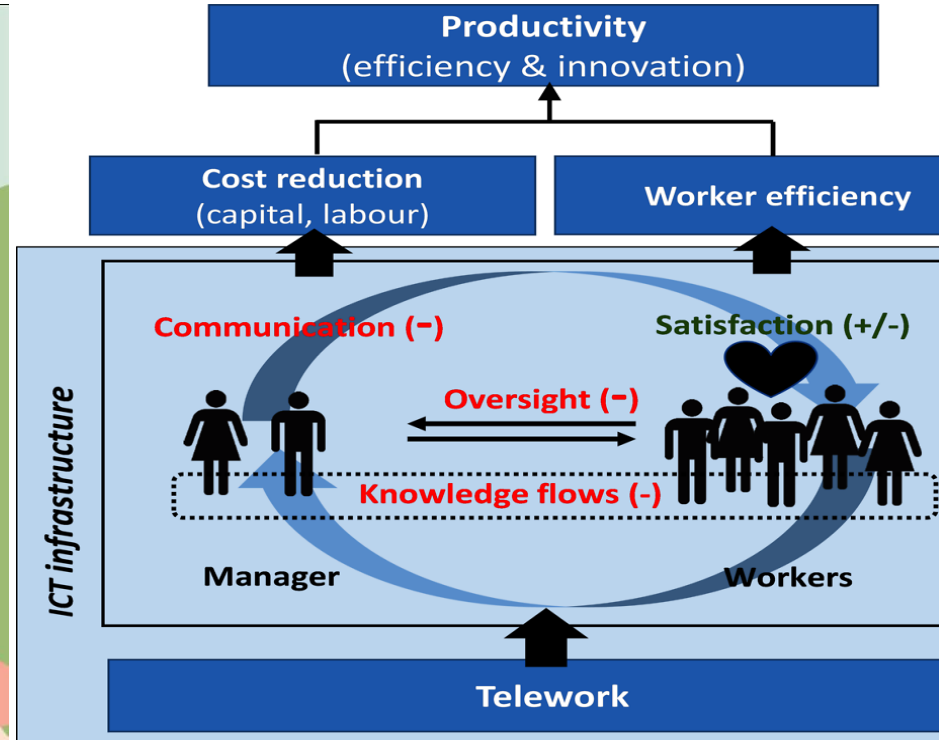 Productivity
(efficiency & innovation)
Cost reduction
(capital, labour)
Worker efficiency
Communication (-)
Satisfaction (+/-)
Oversight (-)
Knowledge flows (-)
Manager
Workers
ICT infrastructure
Telework